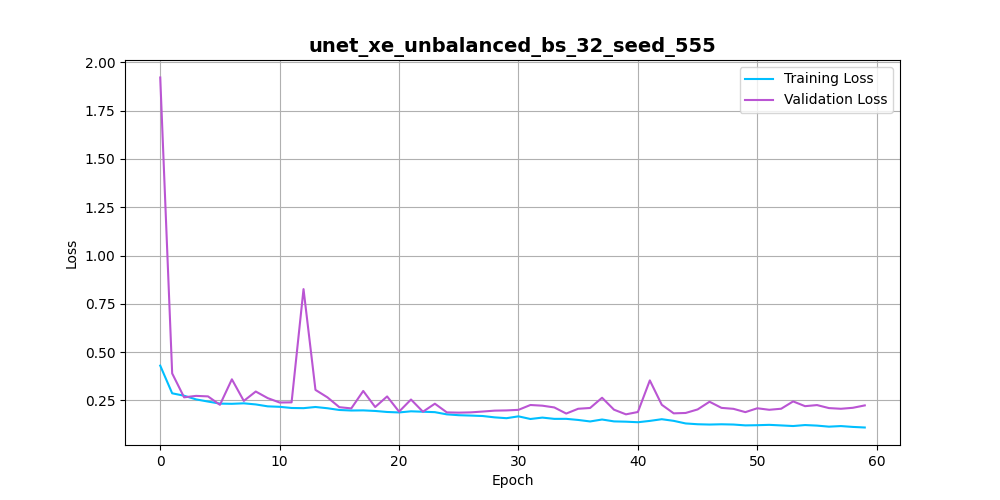 unet_xe_unbalanced_bs_32_seed_555
2.00
1.75
1.50
1.25
1.00
0.75
0.50
0.25
Loss
Training Loss
Validation Loss
0 10 20 30 40 50 60
Epoch